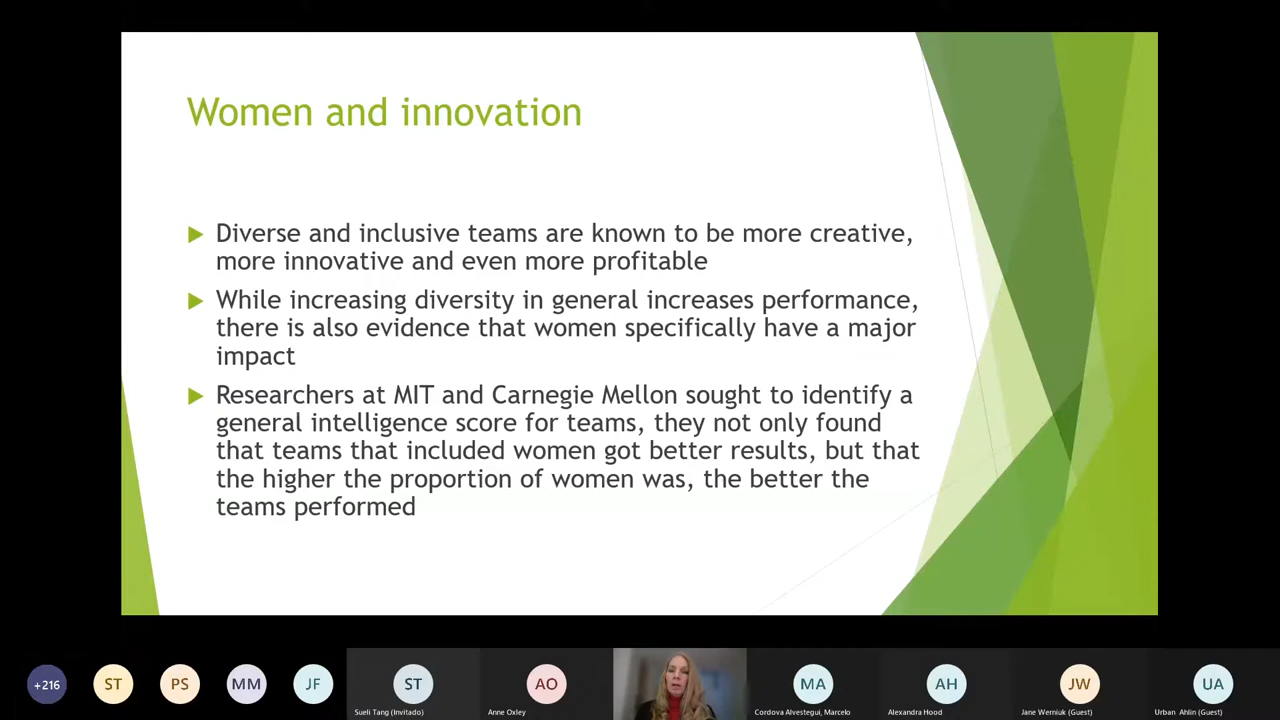 Women and innovation
Diverse and inclusive teams are known to be more creative,
more innovative and even more profitable
While increasing diversity in general increases performance,
there is also evidence that women specifically have a major
impact
Researchers at MIT and Carnegie Mellon sought to identify a
general intelligence score for teams, they not only found
that teams that included women got better results, but that
the higher the proportion of women was, the better the
teams performed
+216 ST PS MM JF ST AO MA AH JW UA
Sueli Tang (Invitado) Anne Oxley Cordova Alvestegui, Marcelo Alexandra Hood Jane Werniuk (Guest) Urban Ahlin (Guest)